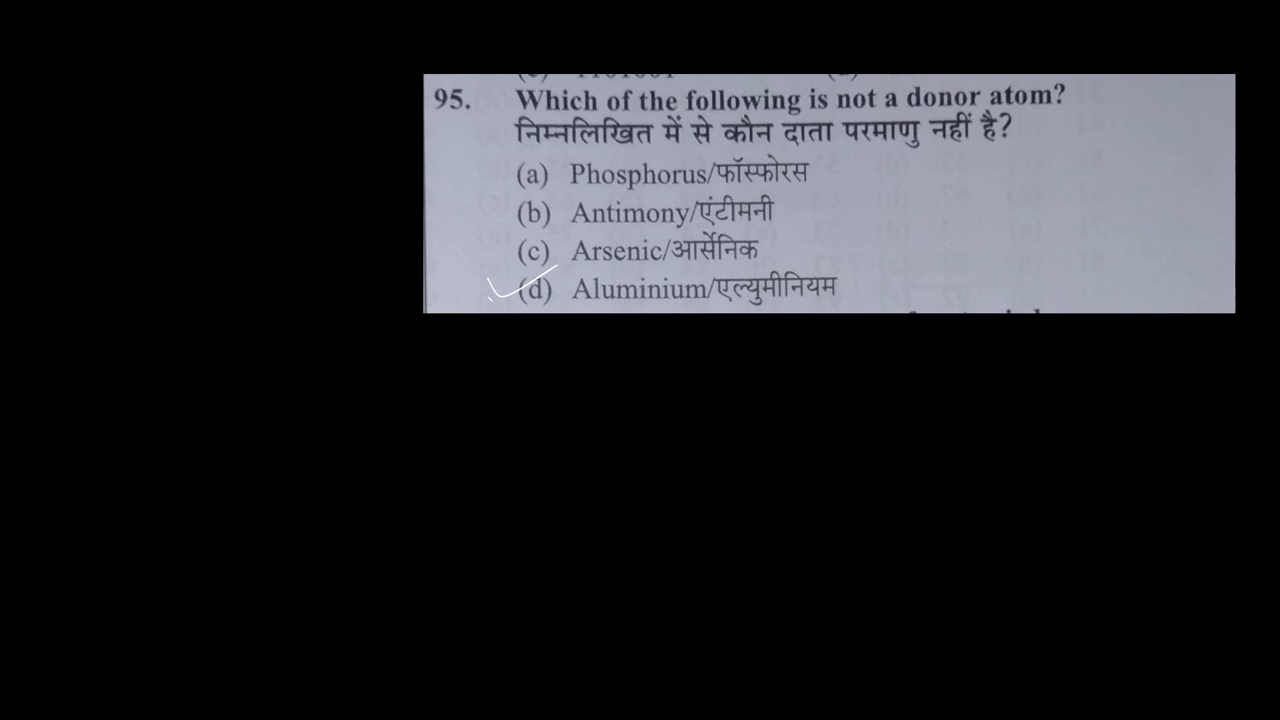 95. Which of the following is not a donor atom?
निम्नलिखित में से कौन दाता परमाणु नहीं है?
(a) Phosphorus/फॉस्फोरस
(b) Antimony/एंटीमनी
(c) Arsenic/आर्सेनिक
(d) Aluminium/एल्युमीनियम